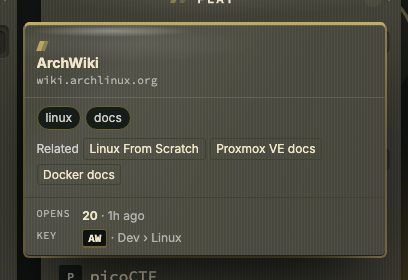 PLAY
ArchWiki
wiki.archlinux.org
linux docs
Related Linux From Scratch Proxmox VE docs
Docker docs
OPENS 20 · 1h ago
KEY AW · Dev › Linux
P picoCTF